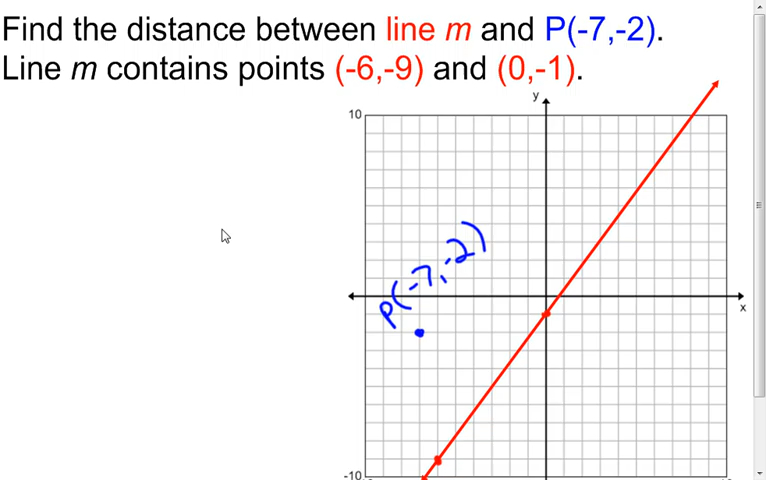 Find the distance between line m and P(-7,-2).
Line m contains points (-6,-9) and (0,-1).
y
10
P(-7,-2)
x
-10